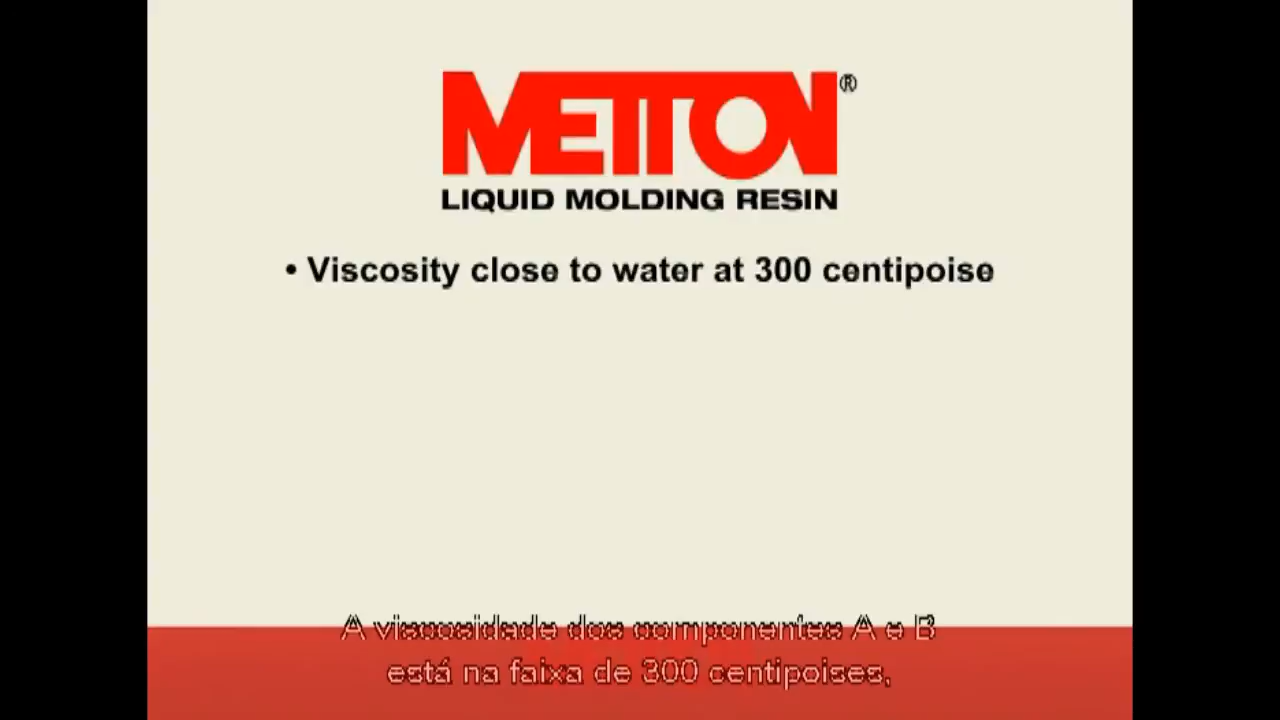 METTON®
LIQUID MOLDING RESIN
• Viscosity close to water at 300 centipoise
A viscosidade dos componentes A e B
está na faixa de 300 centipoises,